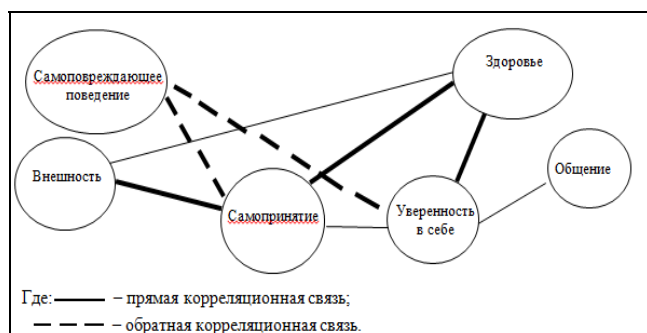 Самоповреждающее
поведение
Здоровье
Внешность
Общение
Самопринятие
Уверенность
в себе
Где: – прямая корреляционная связь;
– обратная корреляционная связь.